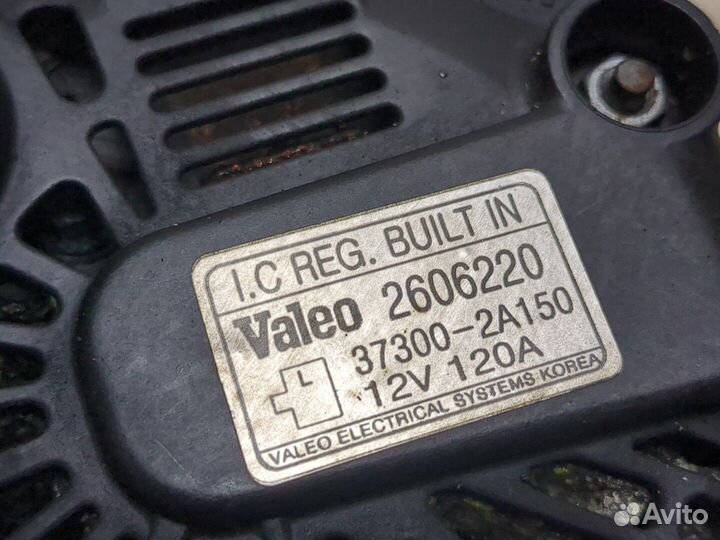 I.C REG. BUILT IN
Valeo 2606220
37300-2A150
12V 120A
VALEO ELECTRICAL SYSTEMS KOREA
Avito